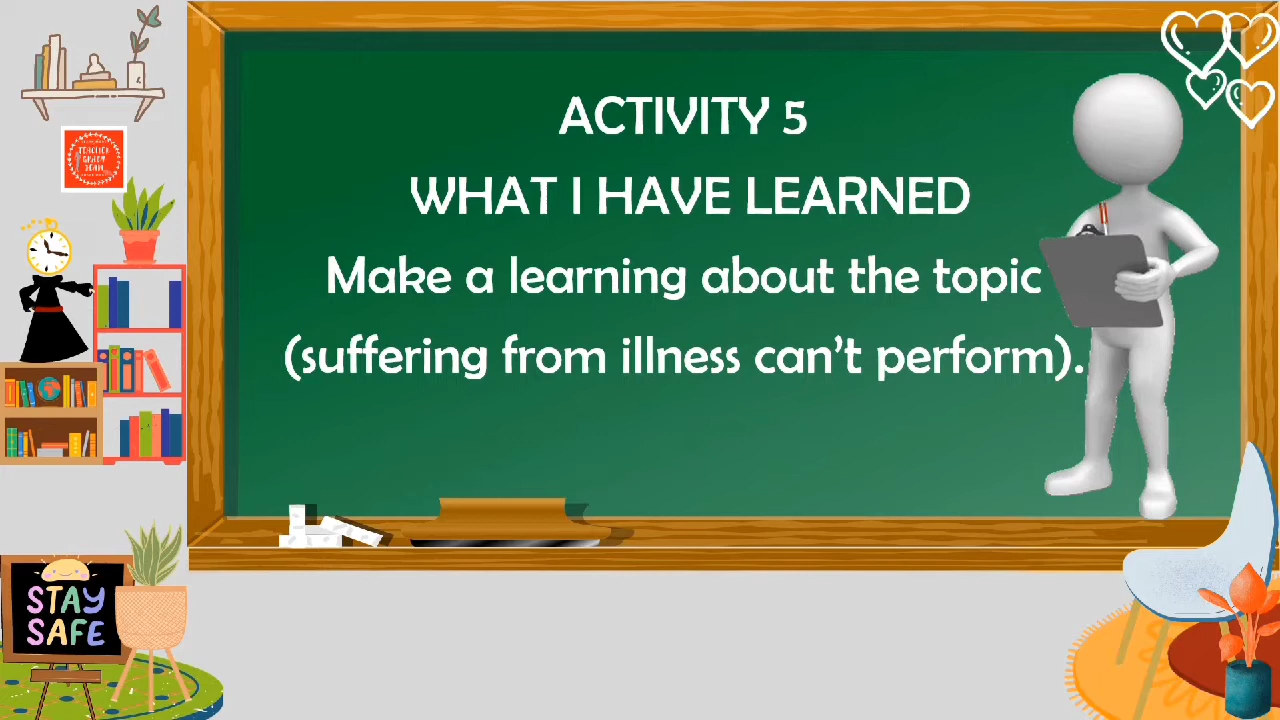 ACTIVITY 5
WHAT I HAVE LEARNED
Make a learning about the topic
(suffering from illness can’t perform).
STAY
SAFE